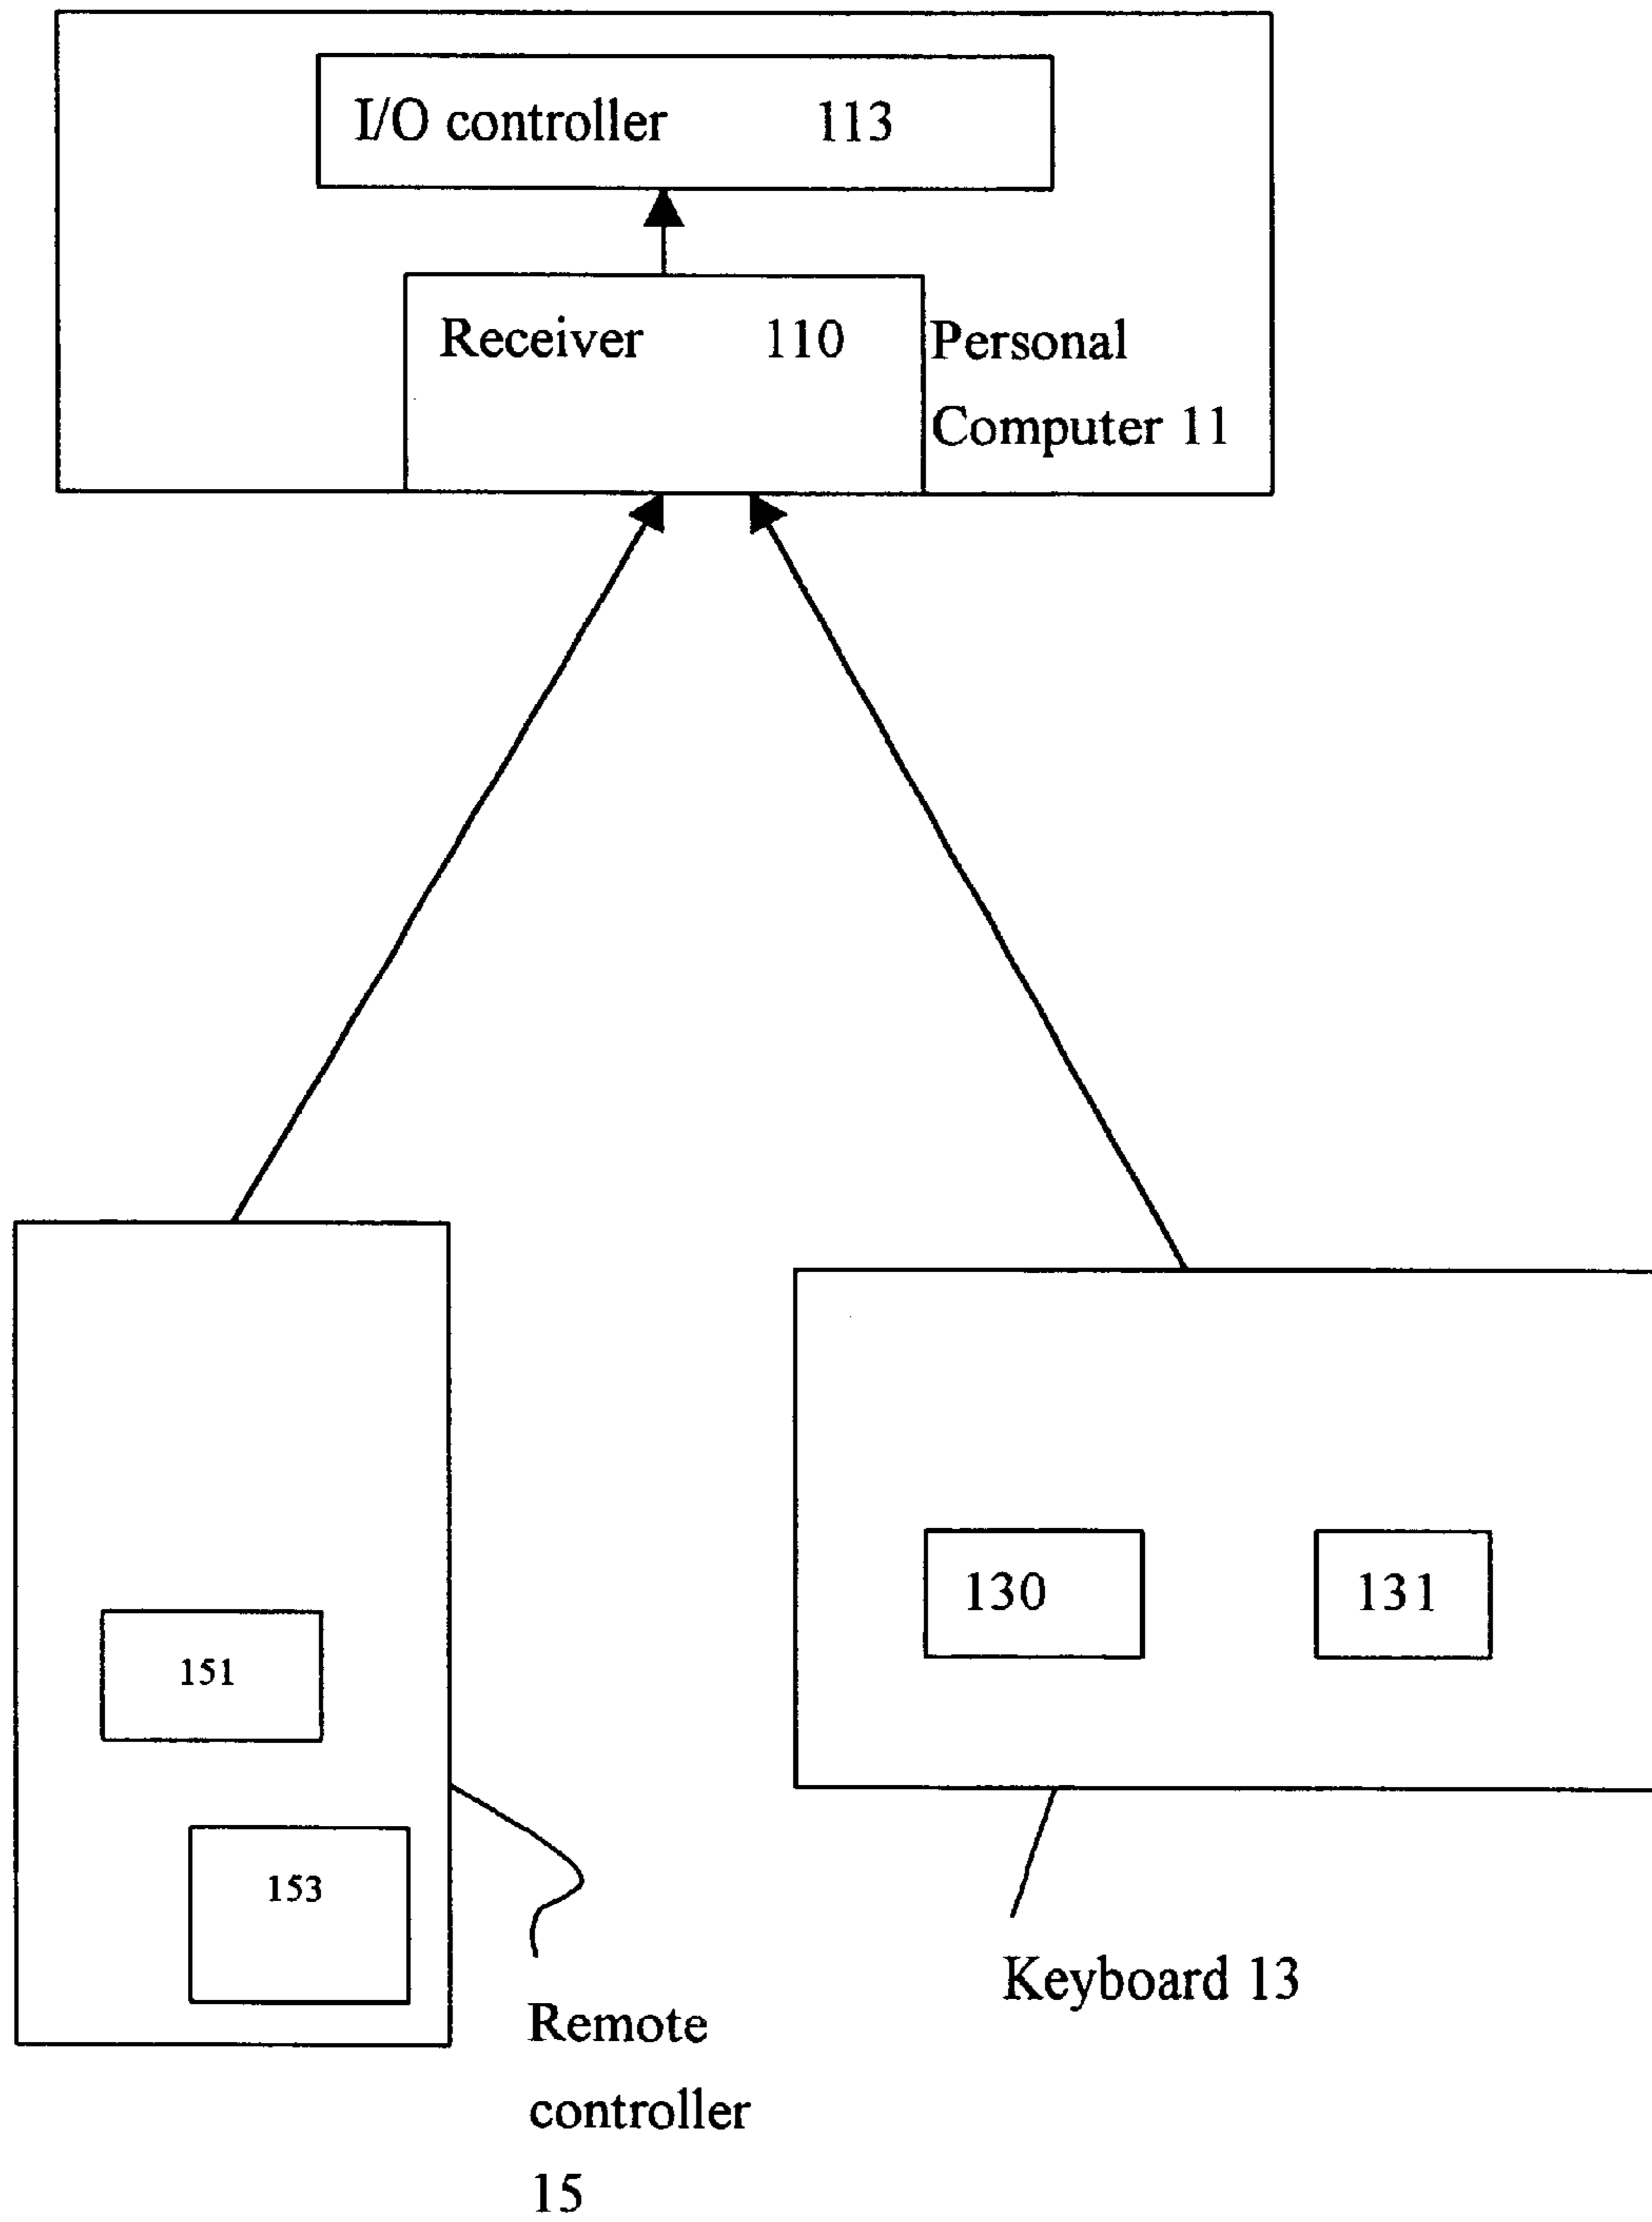 I/O controller 113
Receiver 110
Personal
Computer 11
130
131
151
153
Keyboard 13
Remote
controller
15